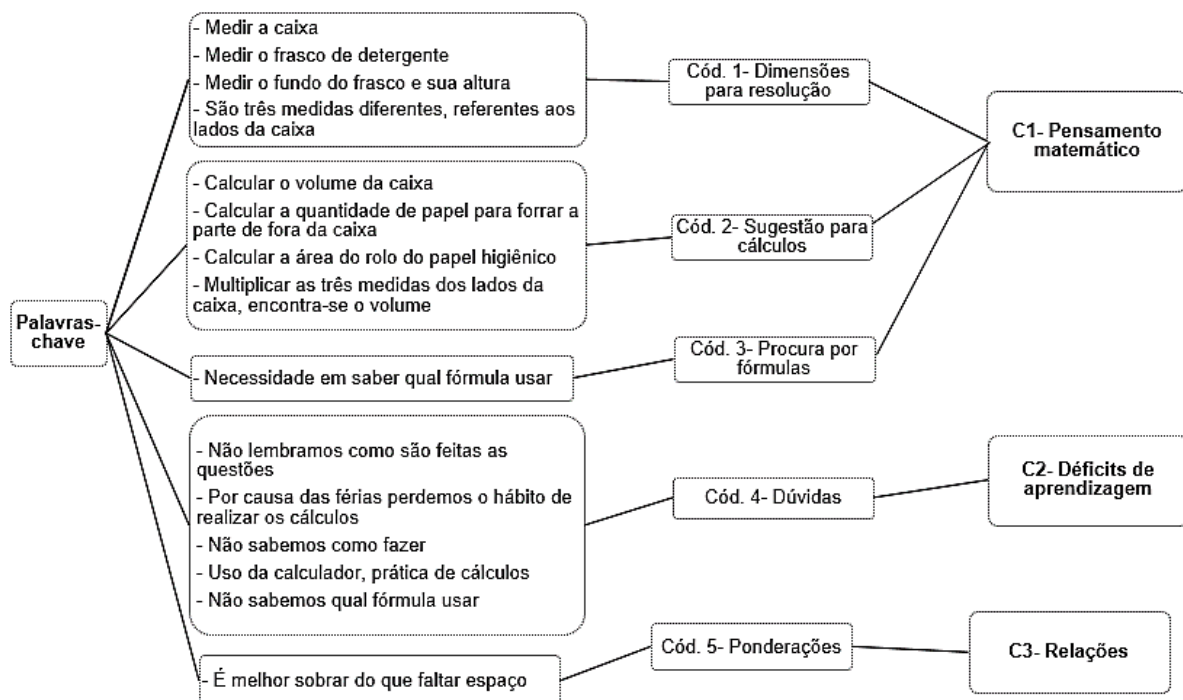 Palavras-
chave
- Medir a caixa
- Medir o frasco de detergente
- Medir o fundo do frasco e sua altura
- São três medidas diferentes, referentes aos
lados da caixa
Cód. 1- Dimensões
para resolução
C1- Pensamento
matemático
- Calcular o volume da caixa
- Calcular a quantidade de papel para forrar a
parte de fora da caixa
- Calcular a área do rolo do papel higiênico
- Multiplicar as três medidas dos lados da
caixa, encontra-se o volume
Cód. 2- Sugestão para
cálculos
- Necessidade em saber qual fórmula usar
Cód. 3- Procura por
fórmulas
- Não lembramos como são feitas as
questões
- Por causa das férias perdemos o hábito de
realizar os cálculos
- Não sabemos como fazer
- Uso da calculador, prática de cálculos
- Não sabemos qual fórmula usar
Cód. 4- Dúvidas
C2- Déficits de
aprendizagem
- É melhor sobrar do que faltar espaço
Cód. 5- Ponderações
C3- Relações